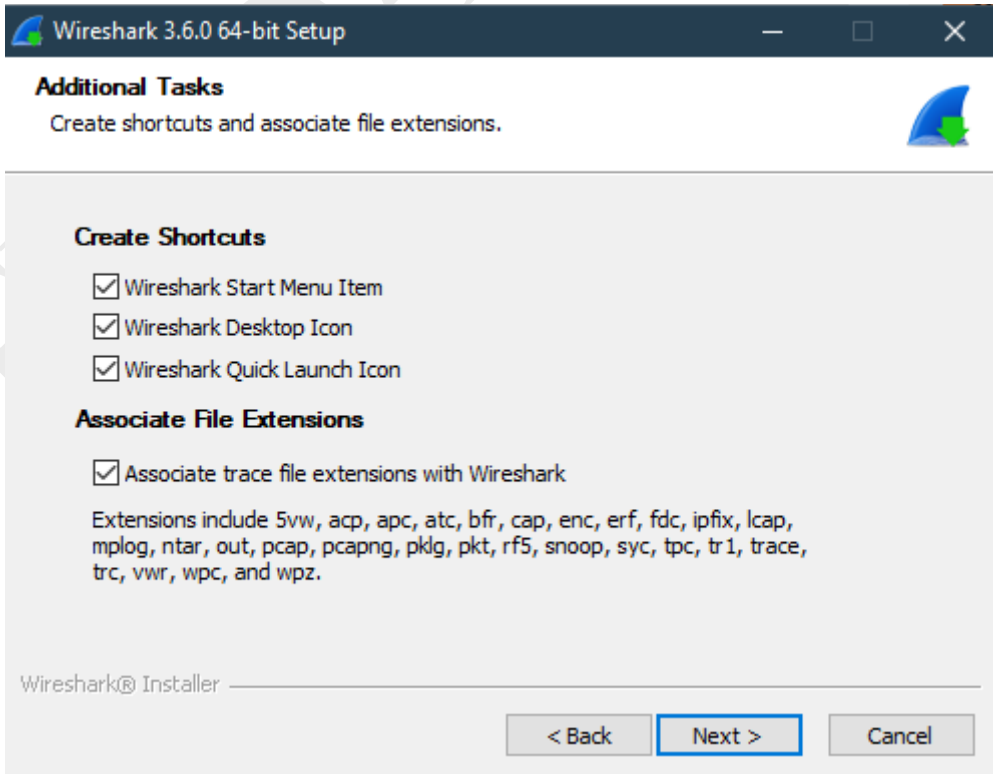 Wireshark 3.6.0 64-bit Setup
Additional Tasks
Create shortcuts and associate file extensions.
Create Shortcuts
Wireshark Start Menu Item
Wireshark Desktop Icon
Wireshark Quick Launch Icon
Associate File Extensions
Associate trace file extensions with Wireshark
Extensions include 5vw, acp, apc, atc, bfr, cap, enc, erf, fdc, ipfix, lcap,
mplog, ntar, out, pcap, pcapng, pklg, pkt, rf5, snoop, syc, tpc, tr1, trace,
trc, vwr, wpc, and wpz.
Wireshark® Installer
< Back Next > Cancel